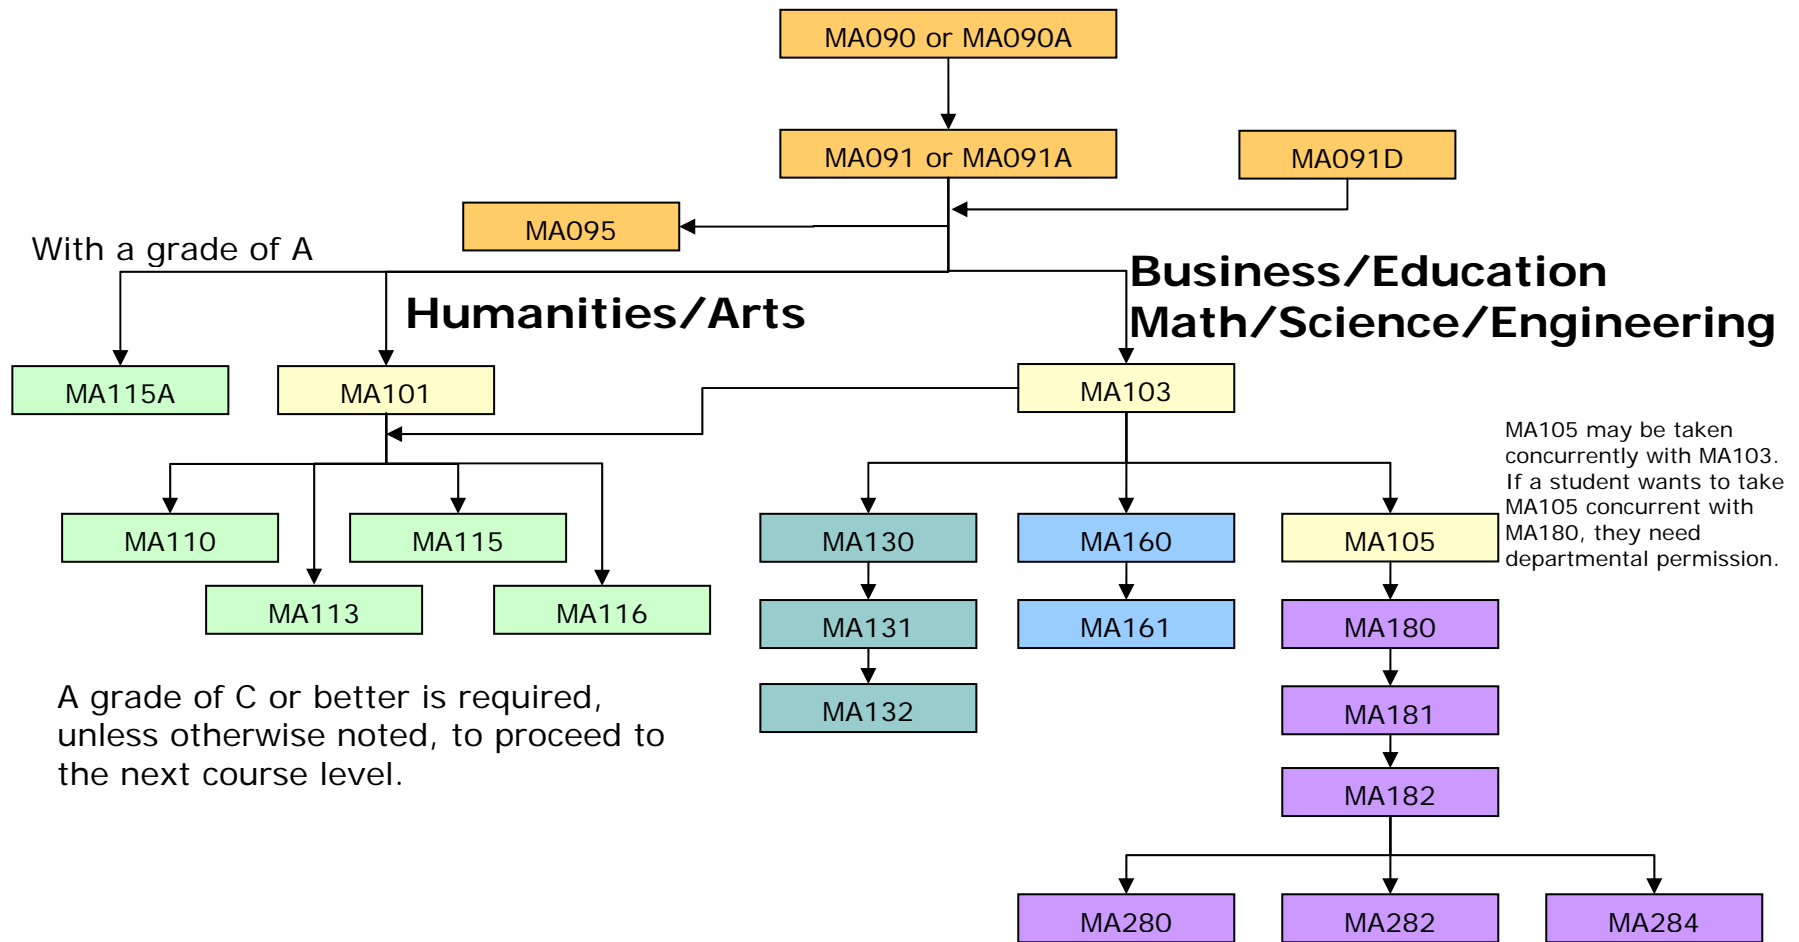 MA090 or MA090A
MA091 or MA091A
MA091D
MA095
With a grade of A
Humanities/Arts
Business/Education
Math/Science/Engineering
MA115A
MA101
MA103
MA105 may be taken
concurrently with MA103.
If a student wants to take
MA105 concurrent with
MA180, they need
departmental permission.
MA110
MA115
MA130
MA160
MA105
MA113
MA116
MA131
MA161
MA180
A grade of C or better is required,
unless otherwise noted, to proceed to
the next course level.
MA132
MA181
MA182
MA280
MA282
MA284